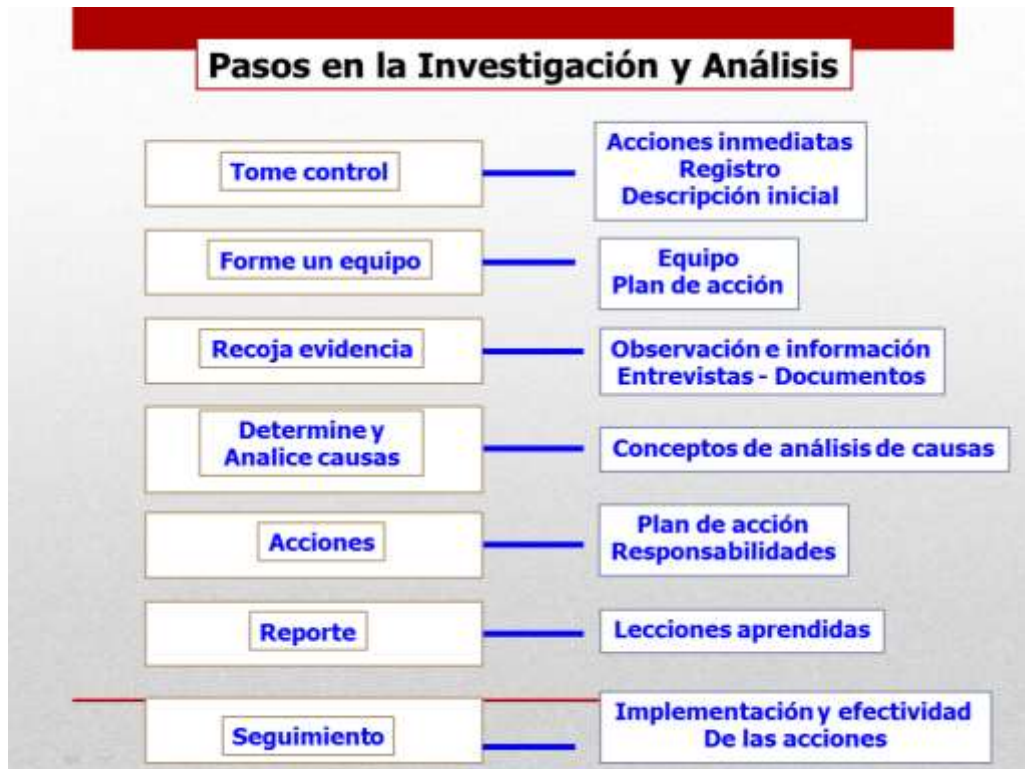 Pasos en la Investigación y Análisis
Tome control
Acciones inmediatas
Registro
Descripción inicial
Forme un equipo
Equipo
Plan de acción
Recoja evidencia
Observación e información
Entrevistas - Documentos
Determine y
Analice causas
Conceptos de análisis de causas
Acciones
Plan de acción
Responsabilidades
Reporte
Lecciones aprendidas
Seguimiento
Implementación y efectividad
De las acciones